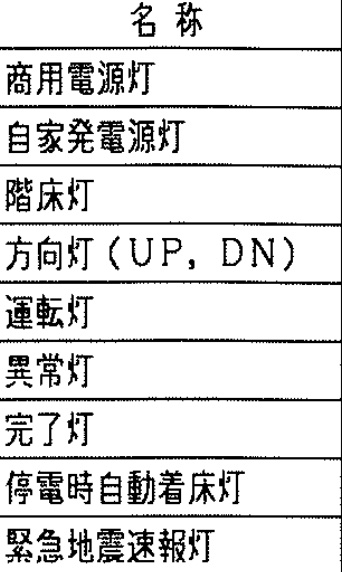 名称
商用電源灯
自家発電源灯
階床灯
方向灯(UP, DN)
運転灯
異常灯
完了灯
停電時自動着床灯
緊急地震速報灯